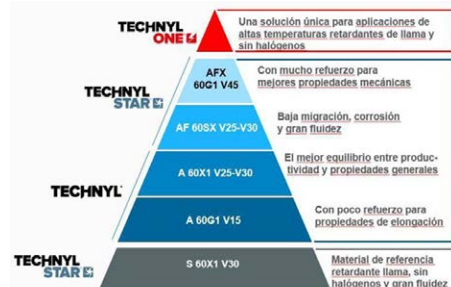 TECHNYL
ONE
Una solución única para aplicaciones de
altas temperaturas retardantes de llama y
sin halógenos
TECHNYL
STAR
AFX
60G1 V45
Con mucho refuerzo para
mejores propiedades mecánicas
AF 60SX V25-V30
Baja migración, corrosión
y gran fluidez
TECHNYL
A 60X1 V25-V30
El mejor equilibrio entre produc-
tividad y propiedades generales
A 60G1 V15
Con poco refuerzo para
propiedades de elongación
TECHNYL
STAR
S 60X1 V30
Material de referencia
retardante llama, sin
halógenos y gran fluidez